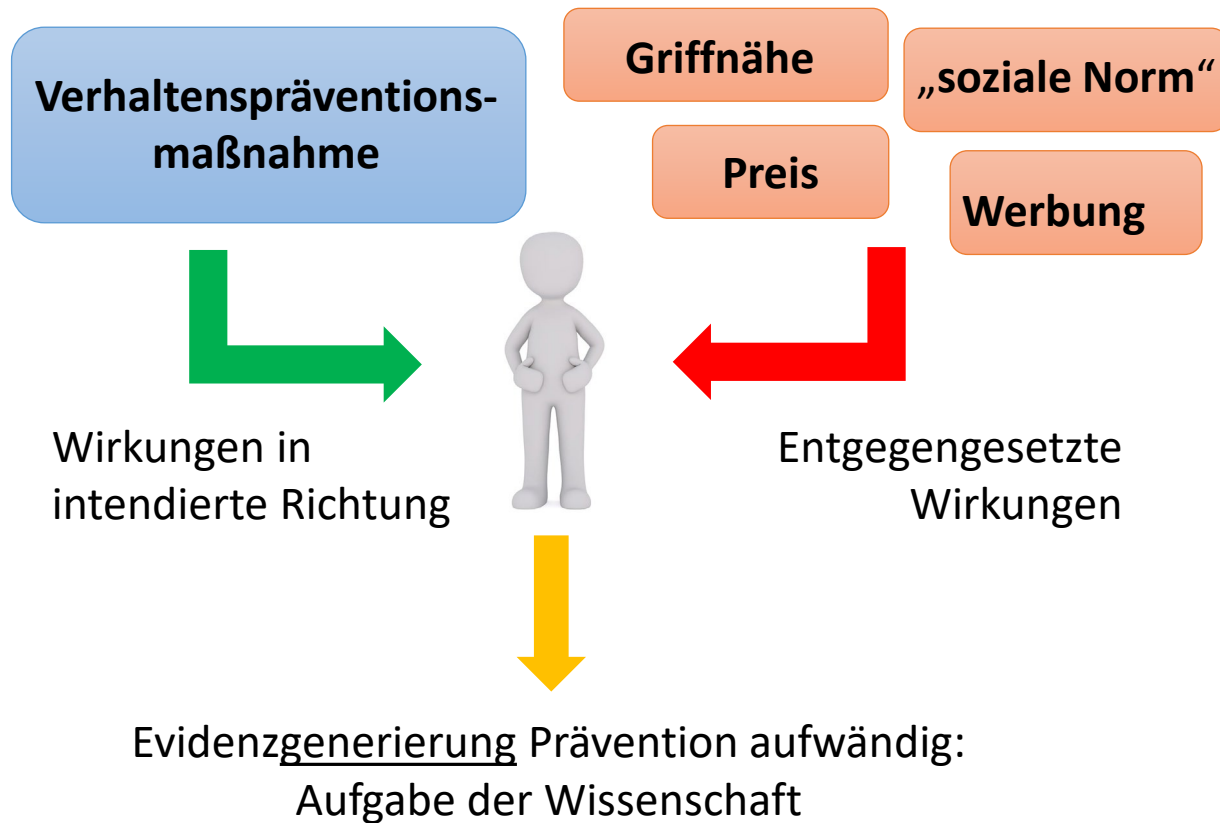 Verhaltenspräventions-
maßnahme
Griffnähe
„soziale Norm“
Preis
Werbung
Wirkungen in
intendierte Richtung
Entgegengesetzte
Wirkungen
Evidenzgenerierung Prävention aufwändig:
Aufgabe der Wissenschaft